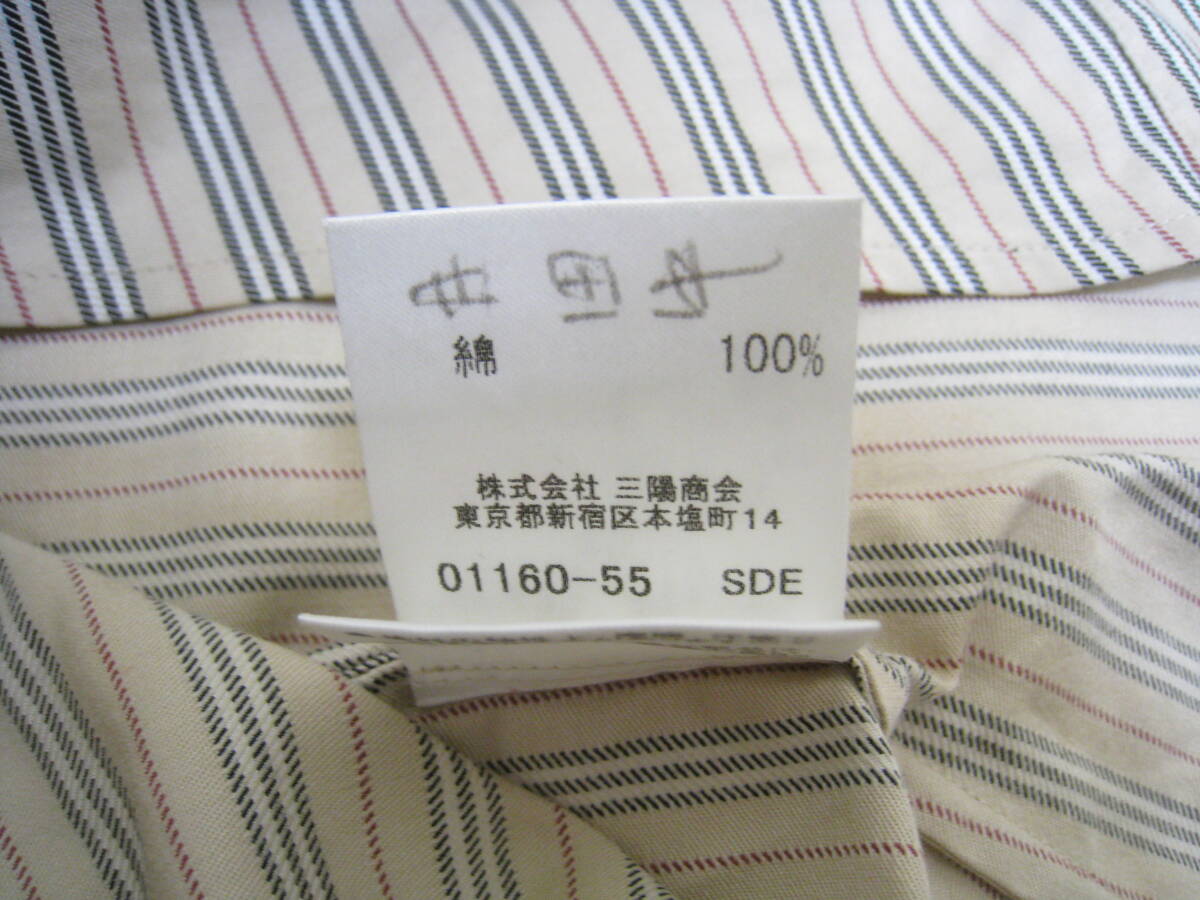 綿 100%
株式会社 三陽商会
東京都新宿区本塩町14
01160-55 SDE